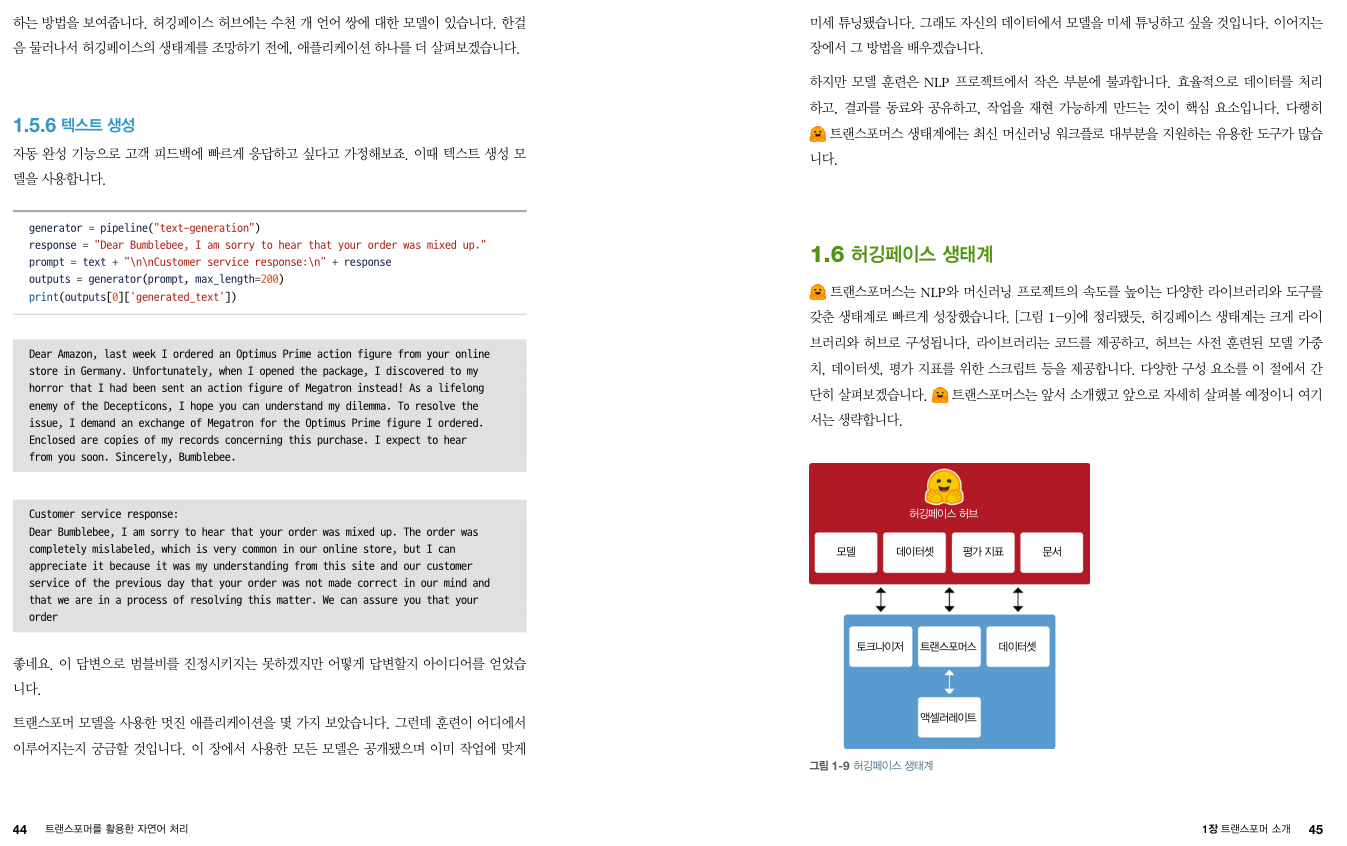 하는 방법을 보여줍니다. 허깅페이스 허브에는 수천 개 언어 쌍에 대한 모델이 있습니다. 한걸
음 물러나서 허깅페이스의 생태계를 조망하기 전에, 애플리케이션 하나를 더 살펴보겠습니다.
1.5.6 텍스트 생성
자동 완성 기능으로 고객 피드백에 빠르게 응답하고 싶다고 가정해보죠. 이때 텍스트 생성 모
델을 사용합니다.
generator = pipeline("text-generation")
response = "Dear Bumblebee, I am sorry to hear that your order was mixed up."
prompt = text + "\n\nCustomer service response:\n" + response
outputs = generator(prompt, max_length=200)
print(outputs[0]['generated_text'])
Dear Amazon, last week I ordered an Optimus Prime action figure from your online
store in Germany. Unfortunately, when I opened the package, I discovered to my
horror that I had been sent an action figure of Megatron instead! As a lifelong
enemy of the Decepticons, I hope you can understand my dilemma. To resolve the
issue, I demand an exchange of Megatron for the Optimus Prime figure I ordered.
Enclosed are copies of my records concerning this purchase. I expect to hear
from you soon. Sincerely, Bumblebee.
Customer service response:
Dear Bumblebee, I am sorry to hear that your order was mixed up. The order was
completely mislabeled, which is very common in our online store, but I can
appreciate it because it was my understanding from this site and our customer
service of the previous day that your order was not made correct in our mind and
that we are in a process of resolving this matter. We can assure you that your
order
좋네요. 이 답변으로 범블비를 진정시키지는 못하겠지만 어떻게 답변할지 아이디어를 얻었습
니다.
트랜스포머 모델을 사용한 멋진 애플리케이션을 몇 가지 보았습니다. 그런데 훈련이 어디에서
이루어지는지 궁금할 것입니다. 이 장에서 사용한 모든 모델은 공개됐으며 이미 작업에 맞게
44 트랜스포머를 활용한 자연어 처리
미세 튜닝됐습니다. 그래도 자신의 데이터에서 모델을 미세 튜닝하고 싶을 것입니다. 이어지는
장에서 그 방법을 배우겠습니다.
하지만 모델 훈련은 NLP 프로젝트에서 작은 부분에 불과합니다. 효율적으로 데이터를 처리
하고, 결과를 동료와 공유하고, 작업을 재현 가능하게 만드는 것이 핵심 요소입니다. 다행히
🤗 트랜스포머스 생태계에는 최신 머신러닝 워크플로 대부분을 지원하는 유용한 도구가 많습
니다.
1.6 허깅페이스 생태계
🤗 트랜스포머스는 NLP와 머신러닝 프로젝트의 속도를 높이는 다양한 라이브러리와 도구를
갖춘 생태계로 빠르게 성장했습니다. [그림 1-9]에 정리됐듯, 허깅페이스 생태계는 크게 라이
브러리와 허브로 구성됩니다. 라이브러리는 코드를 제공하고, 허브는 사전 훈련된 모델 가중
치, 데이터셋, 평가 지표를 위한 스크립트 등을 제공합니다. 다양한 구성 요소를 이 절에서 간
단히 살펴보겠습니다. 🤗 트랜스포머스는 앞서 소개했고 앞으로 자세히 살펴볼 예정이니 여기
서는 생략합니다.
허깅페이스 허브
모델 데이터셋 평가 지표 문서
토크나이저 트랜스포머스 데이터셋
액셀러레이트
그림 1-9 허깅페이스 생태계
1장 트랜스포머 소개 45